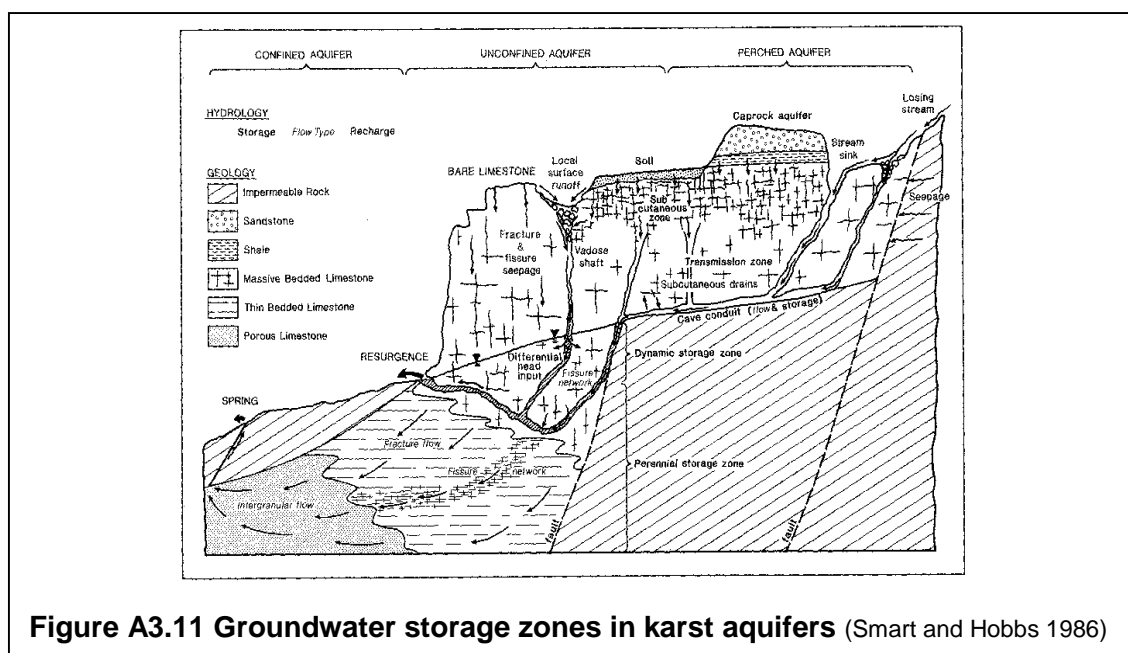 CONFINED AQUIFER
UNCONFINED AQUIFER
PERCHED AQUIFER
HYDROLOGY
Storage Flow Type Recharge
GEOLOGY
Impermeable Rock
Sandstone
Shale
Massive Bedded Limestone
Thin Bedded Limestone
Porous Limestone
Losing
stream
Caprock aquifer
Stream
sink
Local
surface
runoff
Soil
BARE LIMESTONE
Sub
cutaneous
zone
Seepage
Fracture
&
fissure
seepage
Vadose
shaft
Transmission zone
Subcutaneous drains
Cave conduit (flow & storage)
RESURGENCE
Differential
head
input
Fissure
network
Dynamic storage zone
SPRING
Fracture flow
Fissure network
Perennial storage zone
Intergranular flow
fault
fault
Figure A3.11 Groundwater storage zones in karst aquifers (Smart and Hobbs 1986)